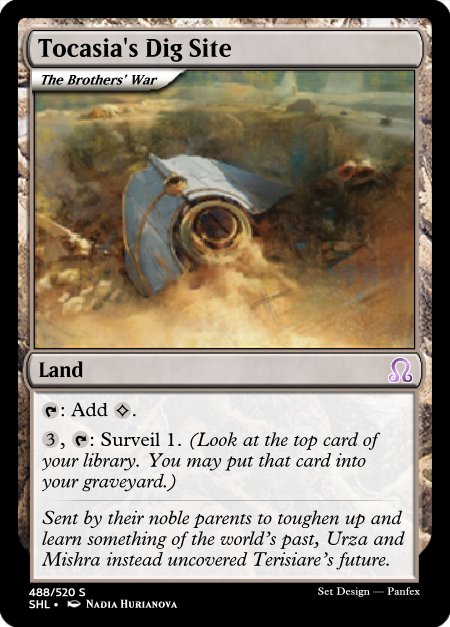 Tocasia's Dig Site
The Brothers' War
Land
: Add .
3, : Surveil 1. (Look at the top card of
your library. You may put that card into
your graveyard.)
Sent by their noble parents to toughen up and
learn something of the world's past, Urza and
Mishra instead uncovered Terisiare's future.
488/520 S
Set Design — Panfex
SHL • Nadia Hurianova